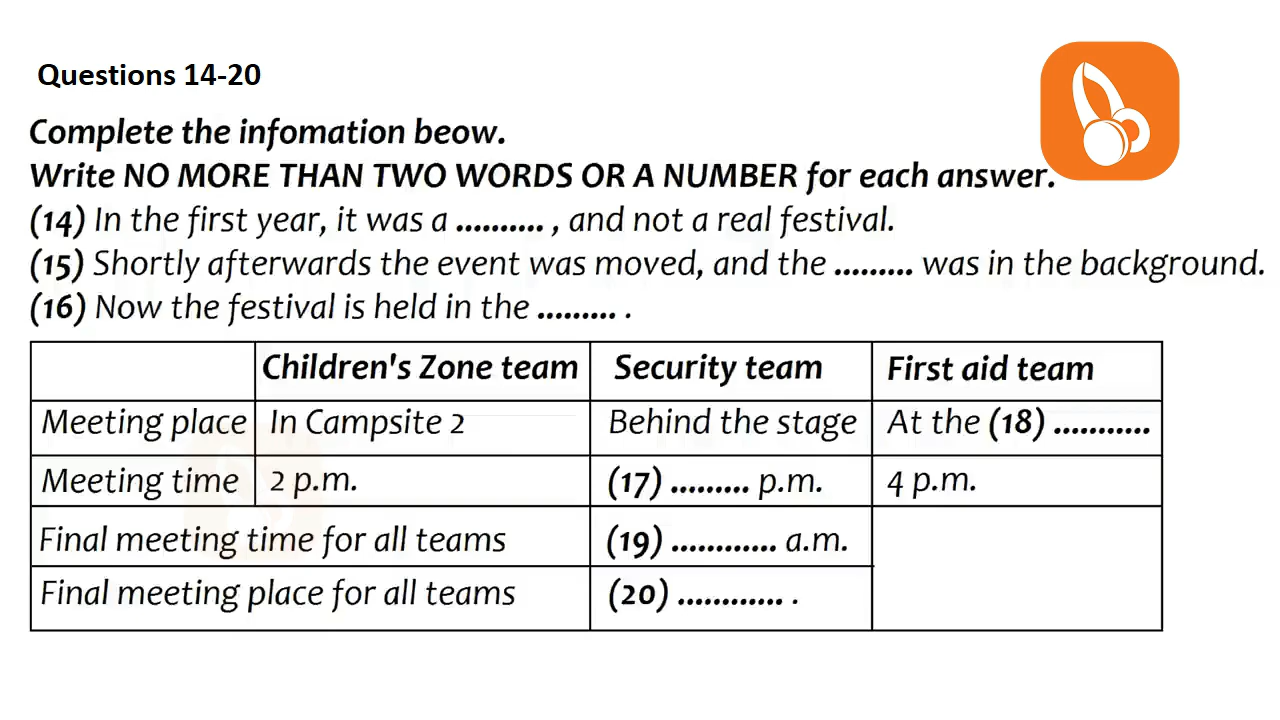 Questions 14-20
Complete the infomation beow.
Write NO MORE THAN TWO WORDS OR A NUMBER for each answer.
(14) In the first year, it was a .......... , and not a real festival.
(15) Shortly afterwards the event was moved, and the ......... was in the background.
(16) Now the festival is held in the ......... .
Children's Zone team Security team First aid team
Meeting place In Campsite 2 Behind the stage At the (18) ...........
Meeting time 2 p.m. (17) ......... p.m. 4 p.m.
Final meeting time for all teams (19) ............ a.m.
Final meeting place for all teams (20) ............ .